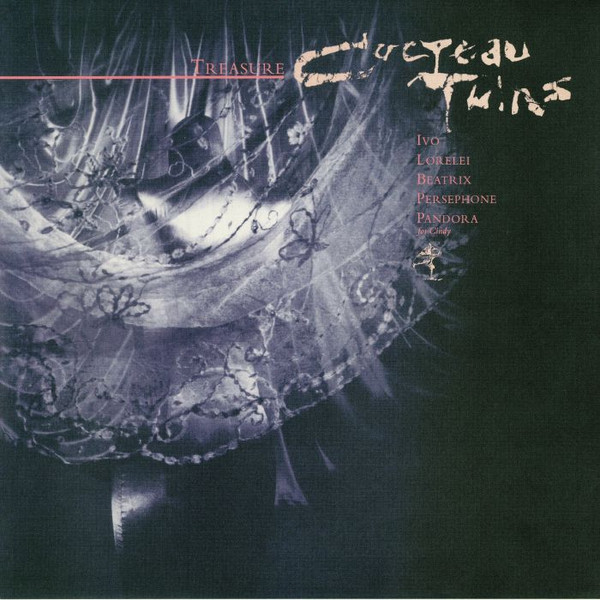 Treasure
Cocteau
Twins
Ivo
Lorelei
Beatrix
Persephone
Pandora
for Cindy